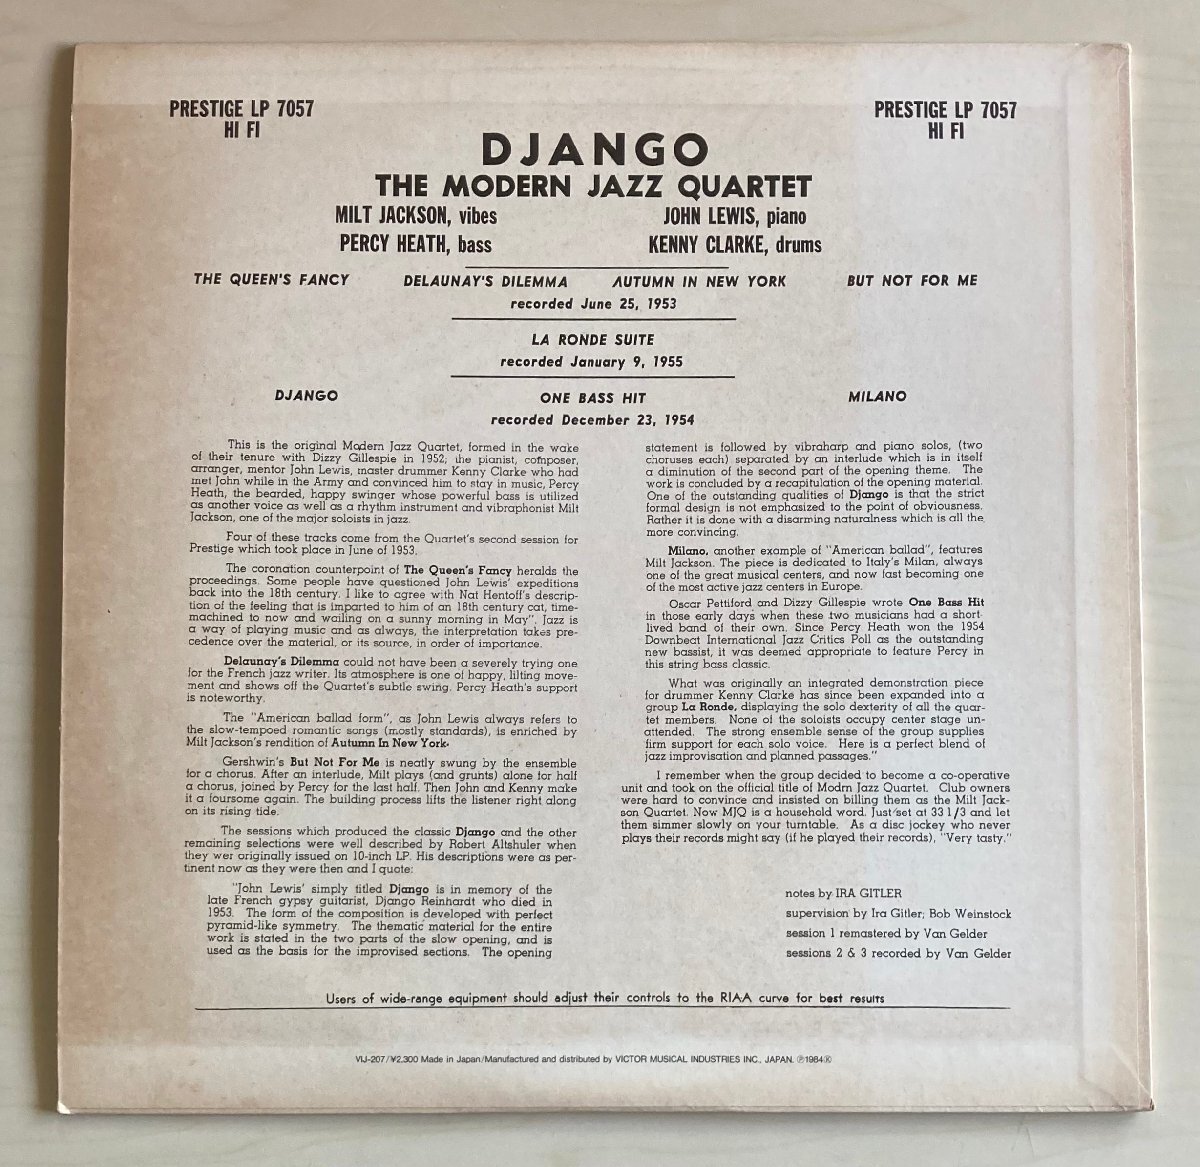 PRESTIGE LP 7057
HI FI
PRESTIGE LP 7057
HI FI
DJANGO
THE MODERN JAZZ QUARTET
MILT JACKSON, vibes JOHN LEWIS, piano
PERCY HEATH, bass KENNY CLARKE, drums
THE QUEEN'S FANCY DELAUNAY'S DILEMMA AUTUMN IN NEW YORK BUT NOT FOR ME
recorded June 25, 1953
LA RONDE SUITE
recorded January 9, 1955
DJANGO ONE BASS HIT MILANO
recorded December 23, 1954
This is the original Modern Jazz Quartet, formed in the wake
of their tenure with Dizzy Gillespie in 1952; the pianist, composer,
arranger, mentor John Lewis, master drummer Kenny Clarke who had
met John while in the Army and convinced him to stay in music, Percy
Heath, the bearded, happy swinger whose powerful bass is utilized
as another voice as well as a rhythm instrument and vibraphonist Milt
Jackson, one of the major soloists in jazz.
Four of these tracks come from the Quartet's second session for
Prestige which took place in June of 1953.
The coronation counterpoint of The Queen's Fancy heralds the
proceedings. Some people have questioned John Lewis' expeditions
back into the 18th century. I like to agree with Nat Hentoff's descrip-
tion of the feeling that is imparted to him of an 18th century cat, time-
machined to now and wailing on a sunny morning in May". Jazz is
a way of playing music and as always, the interpretation takes pre-
cedence over the material, or its source, in order of importance.
Delaunay's Dilemma could not have been a severely trying one
for the French jazz writer. Its atmosphere is one of happy, lilting move-
ment and shows off the Quartet's subtle swing. Percy Heath's support
is noteworthy.
The "American ballad form", as John Lewis always refers to
the slow-tempoed romantic songs (mostly standards), is enriched by
Milt Jackson's rendition of Autumn In New York.
Gershwin's But Not For Me is neatly swung by the ensemble
for a chorus. After an interlude, Milt plays (and grunts) alone for half
a chorus, joined by Percy for the last half. Then John and Kenny make
it a foursome again. The building process lifts the listener right along
on its rising tide.
The sessions which produced the classic Django and the other
remaining selections were well described by Robert Altshuler when
they wer originally issued on 10-inch LP. His descriptions were as per-
tinent now as they were then and I quote:
"John Lewis' simply titled Django is in memory of the
late French gypsy guitarist, Django Reinhardt who died in
1953. The form of the composition is developed with perfect
pyramid-like symmetry. The thematic material for the entire
work is stated in the two parts of the slow opening, and is
used as the basis for the improvised sections. The opening
statement is followed by vibraharp and piano solos, (two
choruses each) separated by an interlude which is in itself
a diminution of the second part of the opening theme. The
work is concluded by a recapitulation of the opening material.
One of the outstanding qualities of Django is that the strict
formal design is not emphasized to the point of obviousness.
Rather it is done with a disarming naturalness which is all the
more convincing.
Milano, another example of "American ballad", features
Milt Jackson. The piece is dedicated to Italy's Milan, always
one of the great musical centers, and now fast becoming one
of the most active jazz centers in Europe.
Oscar Pettiford and Dizzy Gillespie wrote One Bass Hit
in those early days when these two musicians had a short-
lived band of their own. Since Percy Heath won the 1954
Downbeat International Jazz Critics Poll as the outstanding
new bassist, it was deemed appropriate to feature Percy in
this string bass classic.
What was originally an integrated demonstration piece
for drummer Kenny Clarke has since been expanded into a
group La Ronde, displaying the solo dexterity of all the quar-
tet members. None of the soloists occupy center stage un-
attended. The strong ensemble sense of the group supplies
firm support for each solo voice. Here is a perfect blend of
jazz improvisation and planned passages."
I remember when the group decided to become a co-operative
unit and took on the official title of Modrn Jazz Quartet. Club owners
were hard to convince and insisted on billing them as the Milt Jack-
son Quartet. Now MJQ is a household word. Just set at 33 1/3 and let
them simmer slowly on your turntable. As a disc jockey who never
plays their records might say (if he played their records), "Very tasty."
notes by IRA GITLER
supervision by Ira Gitler; Bob Weinstock
session 1 remastered by Van Gelder
sessions 2 & 3 recorded by Van Gelder
Users of wide-range equipment should adjust their controls to the RIAA curve for best results
VIJ-207/¥2,300 Made in Japan/Manufactured and distributed by VICTOR MUSICAL INDUSTRIES INC., JAPAN. ℗1984Ⓡ